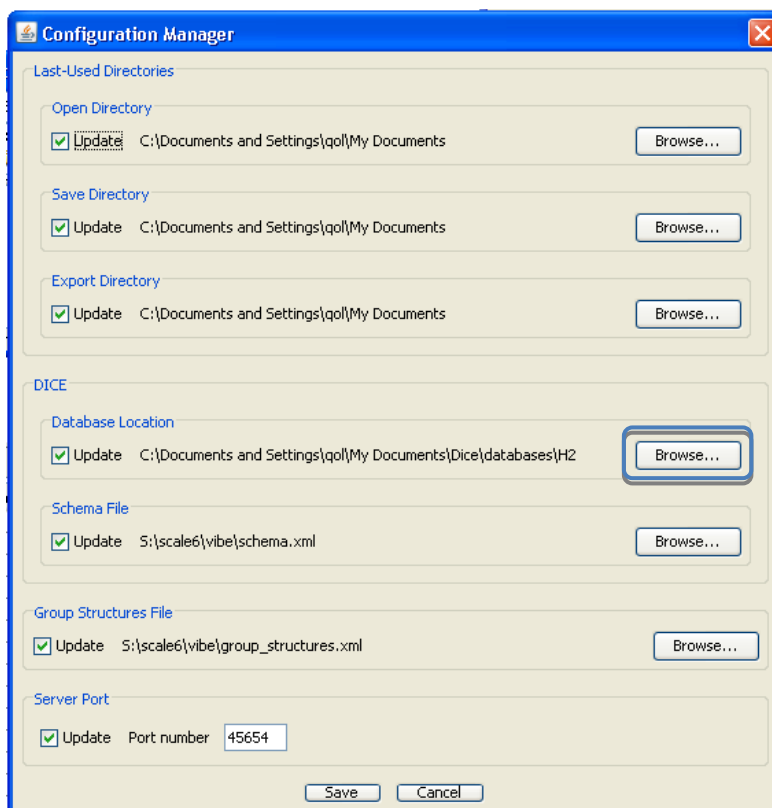 Configuration Manager
Last-Used Directories
Open Directory
Update C:\Documents and Settings\qol\My Documents Browse...
Save Directory
Update C:\Documents and Settings\qol\My Documents Browse...
Export Directory
Update C:\Documents and Settings\qol\My Documents Browse...
DICE
Database Location
Update C:\Documents and Settings\qol\My Documents\Dice\databases\H2 Browse...
Schema File
Update S:\scale6\vibe\schema.xml Browse...
Group Structures File
Update S:\scale6\vibe\group_structures.xml Browse...
Server Port
Update Port number 45654
Save Cancel